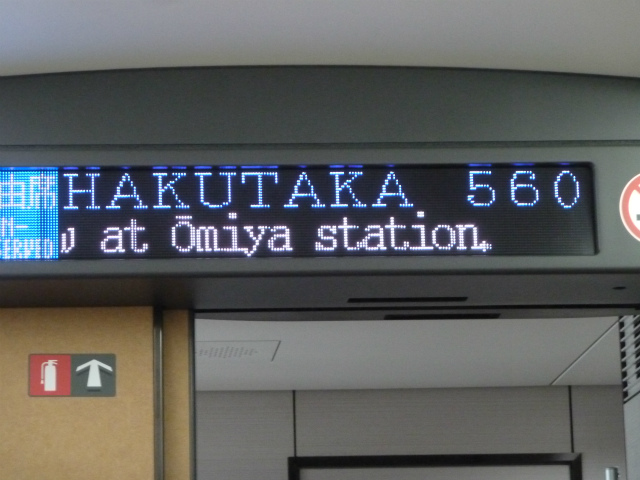 HAKUTAKA 560
at Ōmiya station,